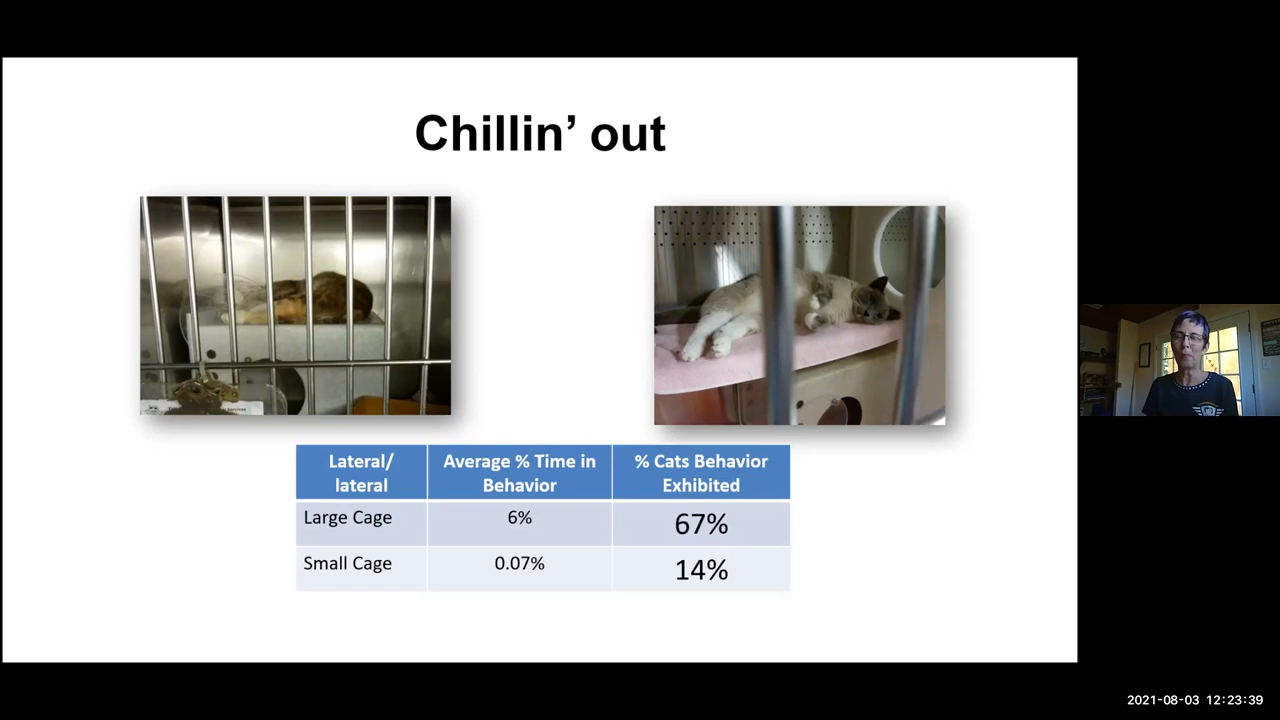 Chillin’ out
Lateral/
lateral
Average % Time in
Behavior
% Cats Behavior
Exhibited
Large Cage
6%
67%
Small Cage
0.07%
14%
2021-08-03 12:23:39